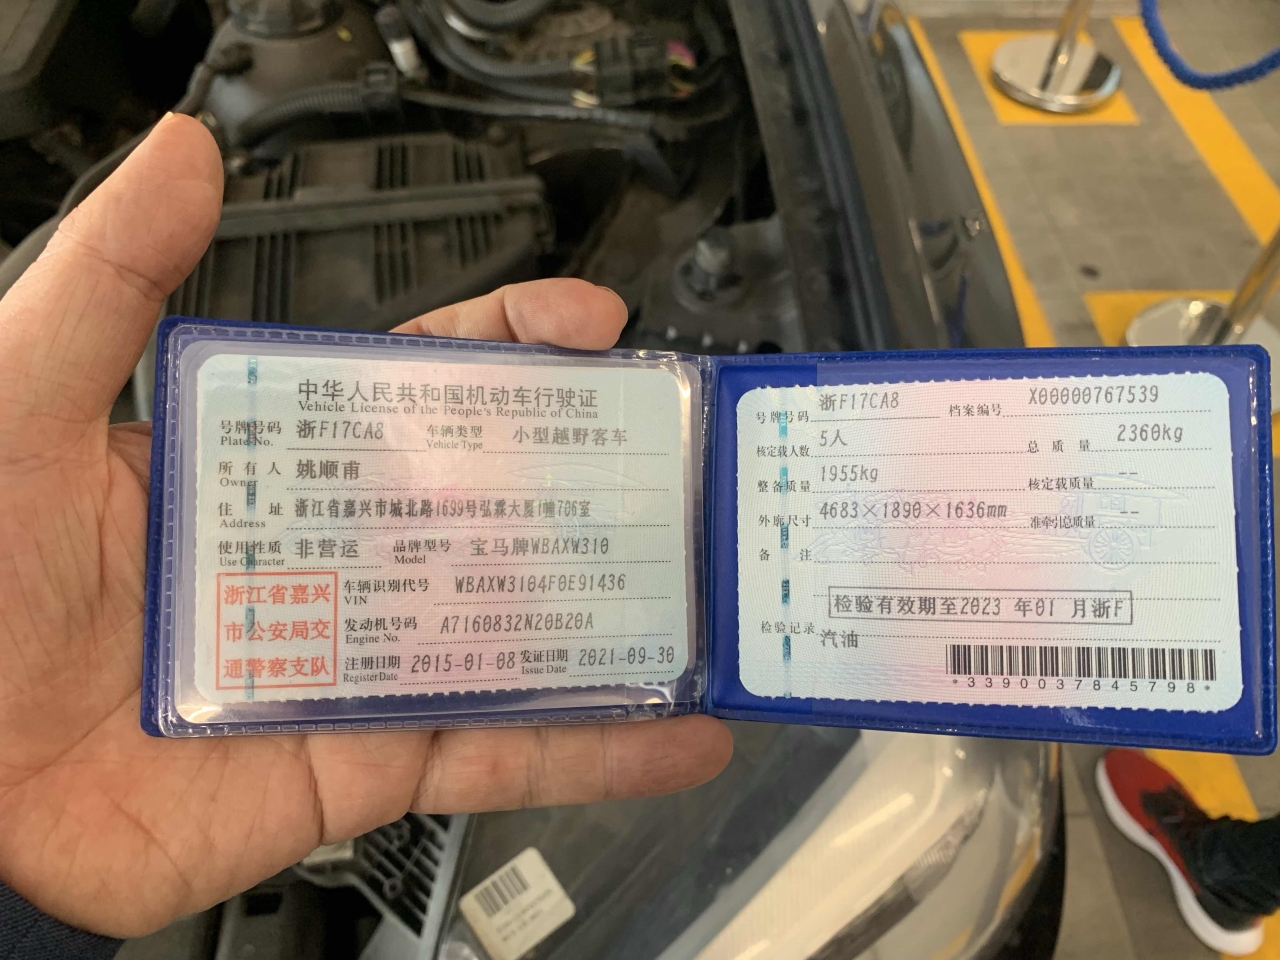 中华人民共和国机动车行驶证
Vehicle License of the People's Republic of China
号牌号码 浙F17CA8 车辆类型 小型越野客车
Plate No. Vehicle Type
所有人 姚顺甫
Owner
住址 浙江省嘉兴市城北路1699号弘霖大厦1幢706室
Address
使用性质 非营运 品牌型号 宝马牌WBAXW310
Use Character Model
浙江省嘉兴
市公安局交
通警察支队
车辆识别代号 WBAXW3104F0E91436
VIN
发动机号码 A7160832N20B20A
Engine No.
注册日期 2015-01-08 发证日期 2021-09-30
Register Date Issue Date
号牌号码 浙F17CA8 档案编号 X00000767539
核定载人数 5人 总质量 2360kg
整备质量 1955kg 核定载质量 --
外廓尺寸 4683×1890×1636mm 准牵引总质量 --
备注
检验有效期至2023 年01 月浙F
检验记录 汽油
*3390037845798*